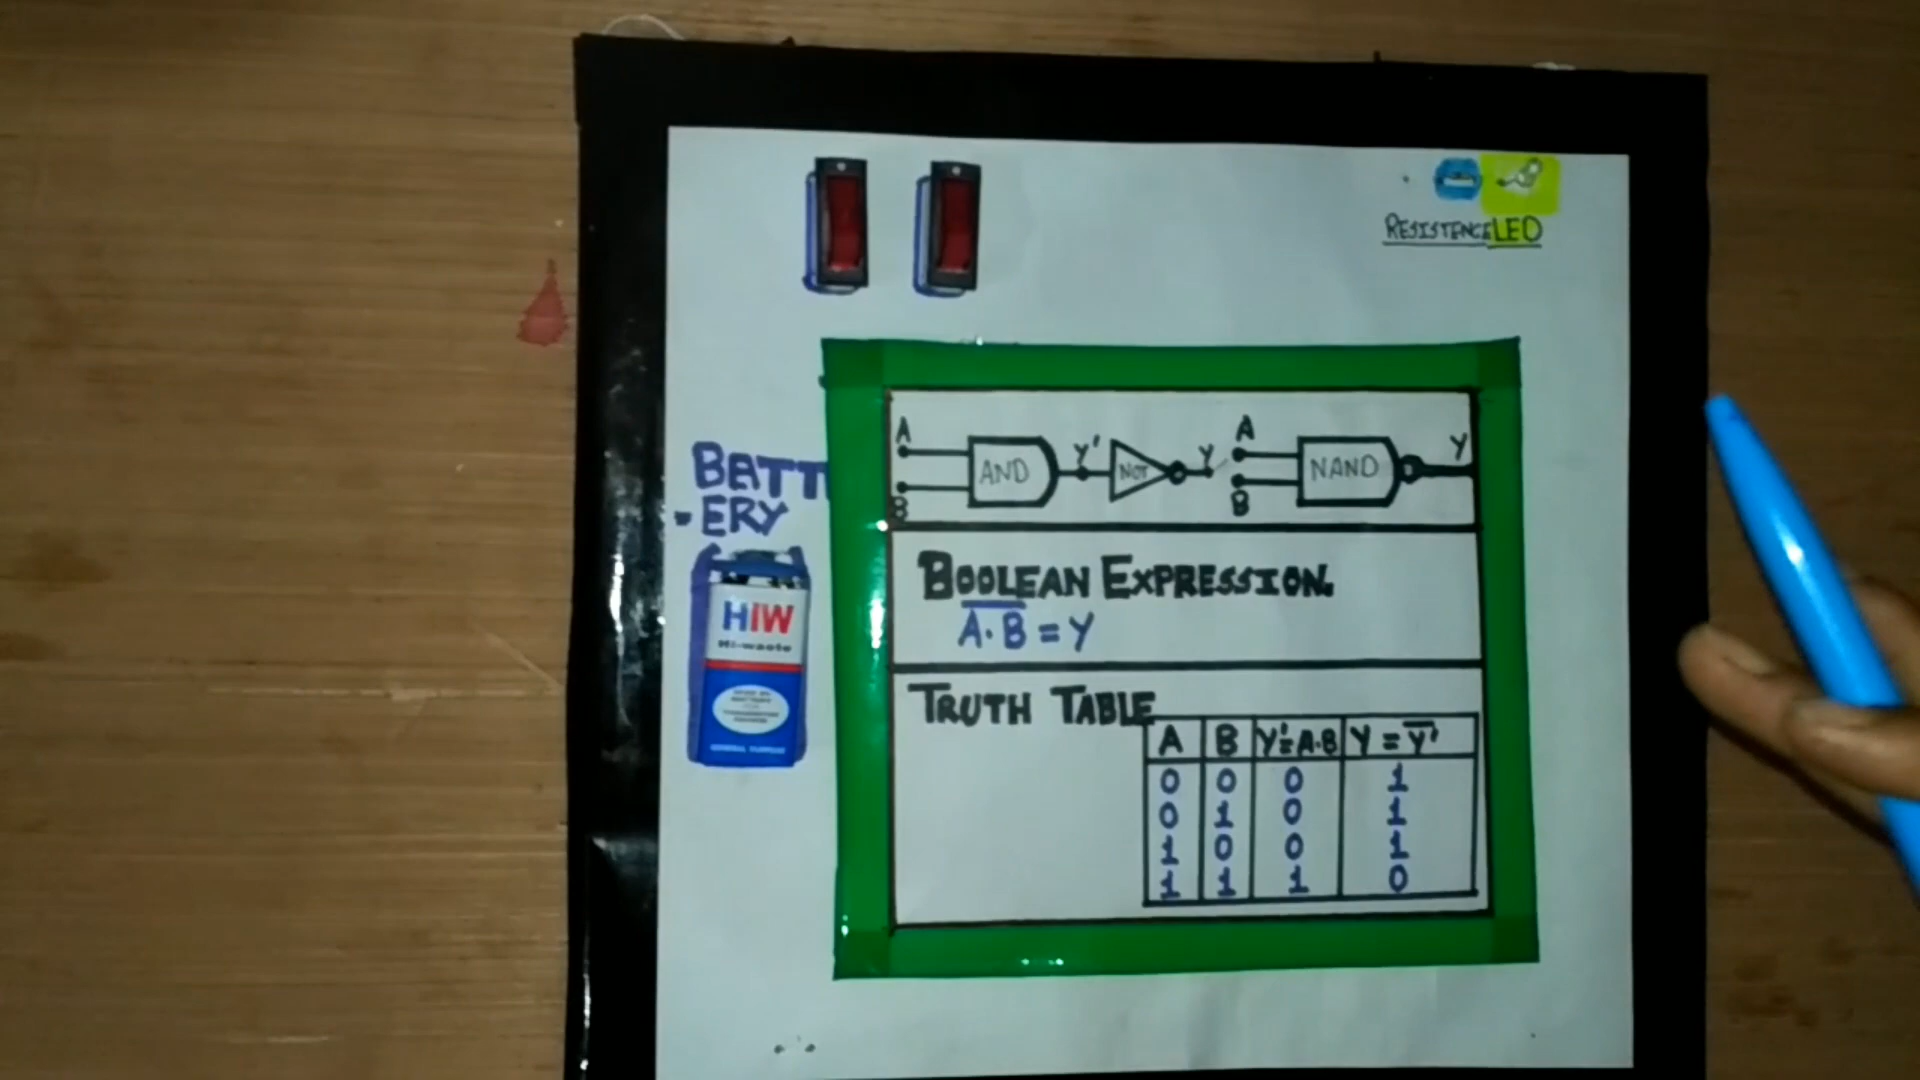 RESISTENCE LED
BATT
-ERY
HIW
Hi-waote
A
B
AND
Y'
NOT
Y
A
B
NAND
Y
BOOLEAN EXPRESSION.
A̅·̅B̅ = Y
TRUTH TABLE
A B Y'=A·B Y = Y̅'
0 0 0 1
0 1 0 1
1 0 0 1
1 1 1 0